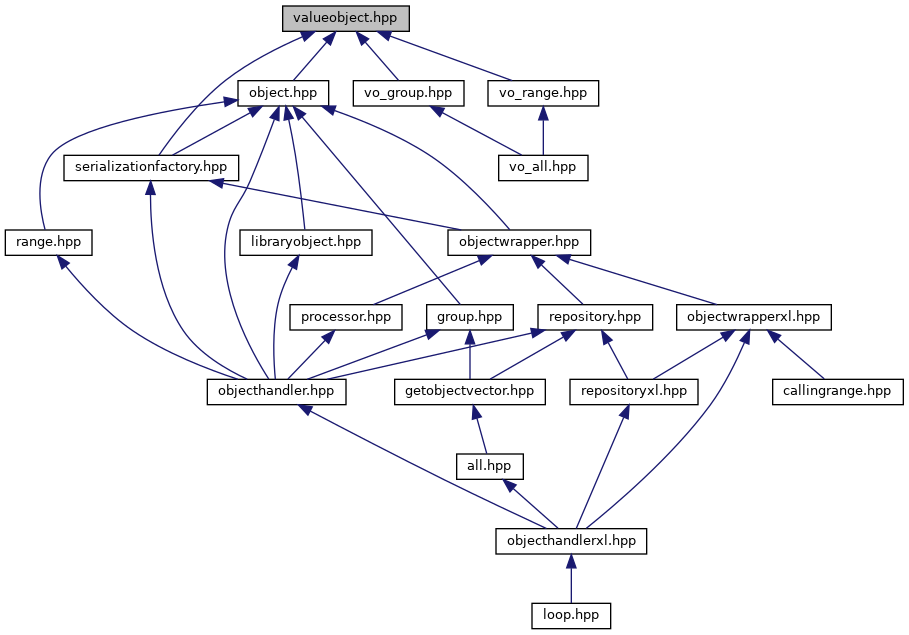 valueobject.hpp
object.hpp
vo_group.hpp
vo_range.hpp
serializationfactory.hpp
vo_all.hpp
range.hpp
libraryobject.hpp
objectwrapper.hpp
processor.hpp
group.hpp
repository.hpp
objectwrapperxl.hpp
objecthandler.hpp
getobjectvector.hpp
repositoryxl.hpp
callingrange.hpp
all.hpp
objecthandlerxl.hpp
loop.hpp